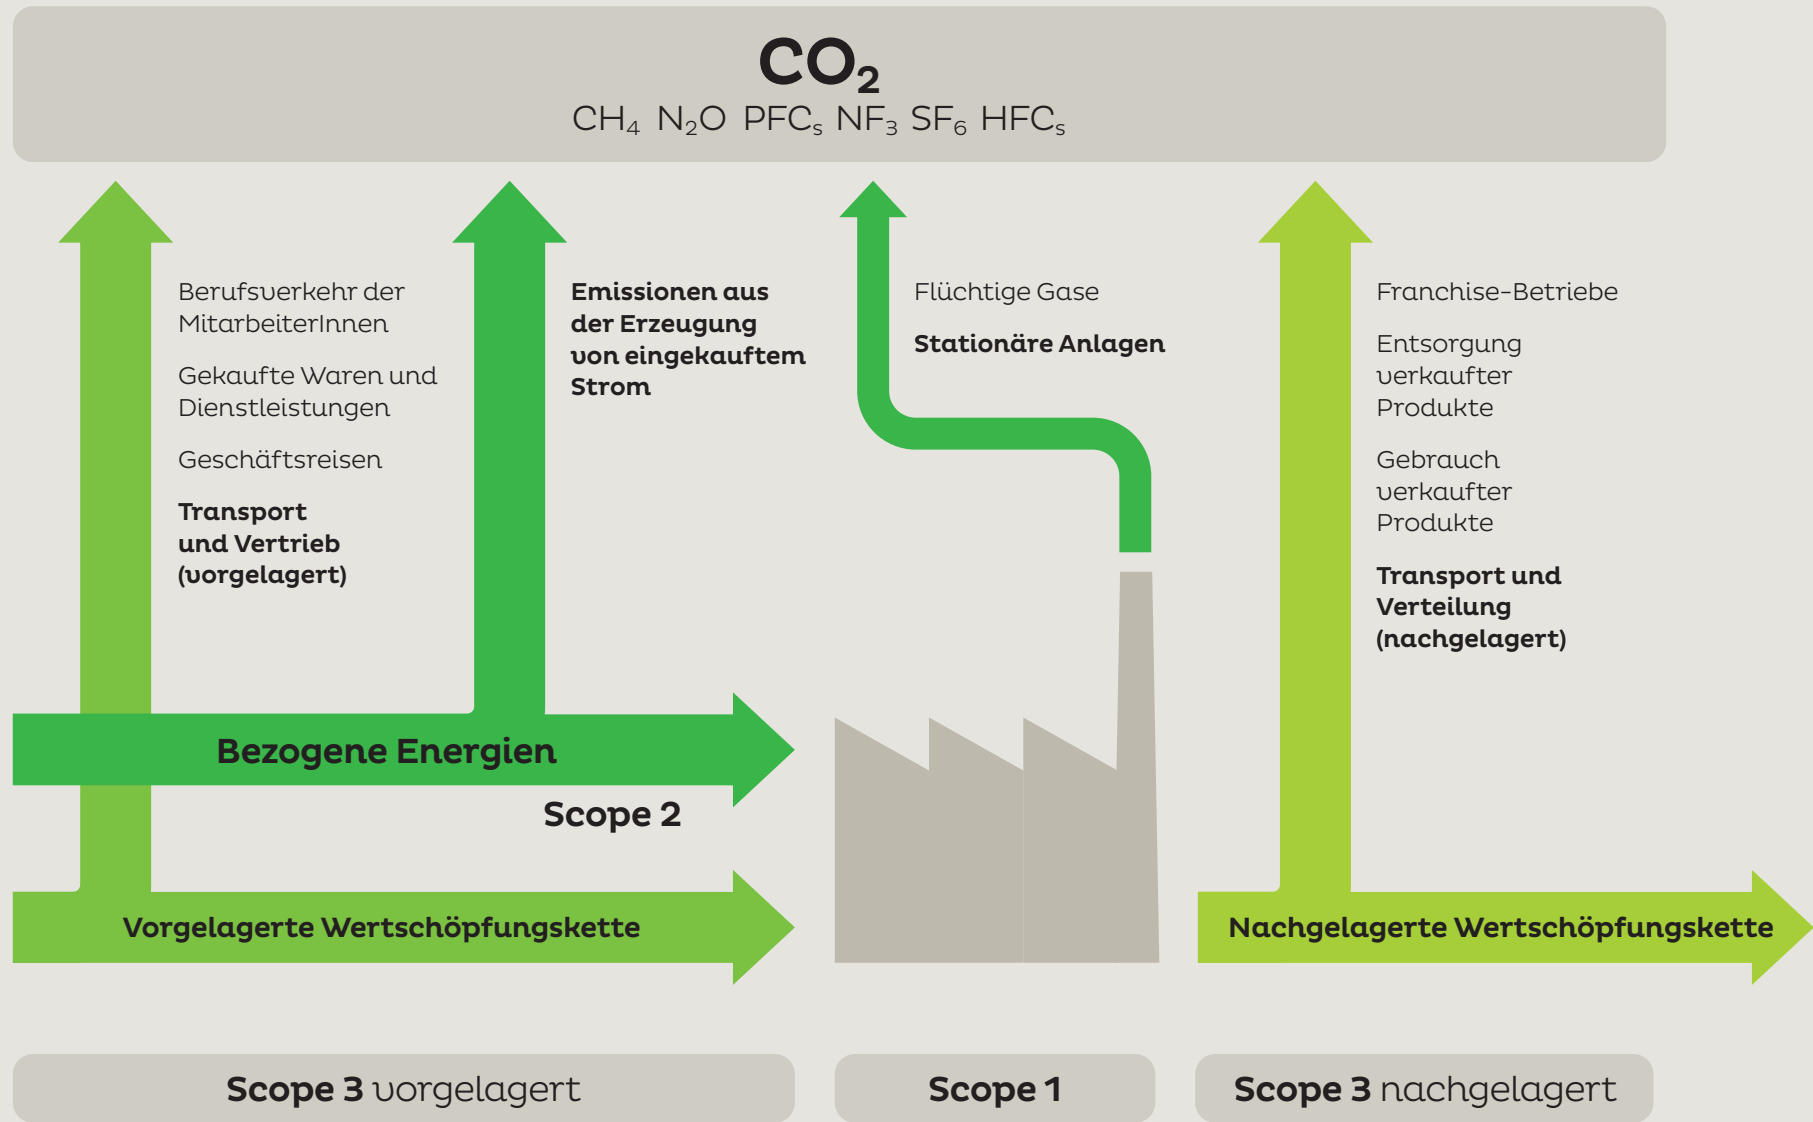 CO₂
CH₄ N₂O PFCₛ NF₃ SF₆ HFCₛ
Berufsverkehr der
MitarbeiterInnen
Gekaufte Waren und
Dienstleistungen
Geschäftsreisen
Transport
und Vertrieb
(vorgelagert)
Emissionen aus
der Erzeugung
von eingekauftem
Strom
Flüchtige Gase
Stationäre Anlagen
Franchise-Betriebe
Entsorgung
verkaufter
Produkte
Gebrauch
verkaufter
Produkte
Transport und
Verteilung
(nachgelagert)
Bezogene Energien
Scope 2
Vorgelagerte Wertschöpfungskette
Nachgelagerte Wertschöpfungskette
Scope 3 vorgelagert
Scope 1
Scope 3 nachgelagert